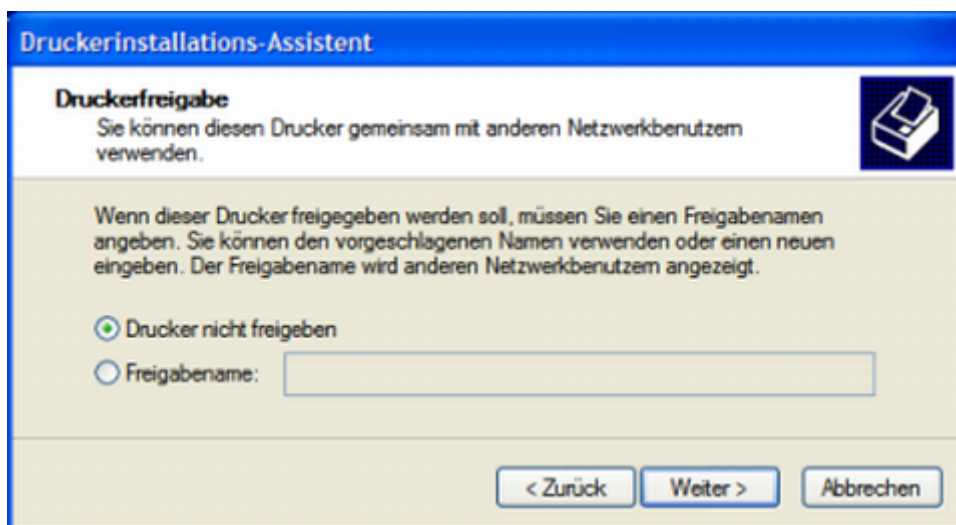 Druckerinstallations-Assistent
Druckerfreigabe
Sie können diesen Drucker gemeinsam mit anderen Netzwerkbenutzern
verwenden.
Wenn dieser Drucker freigegeben werden soll, müssen Sie einen Freigabenamen
angeben. Sie können den vorgeschlagenen Namen verwenden oder einen neuen
eingeben. Der Freigabename wird anderen Netzwerkbenutzern angezeigt.
Drucker nicht freigeben
Freigabename:
< Zurück
Weiter >
Abbrechen